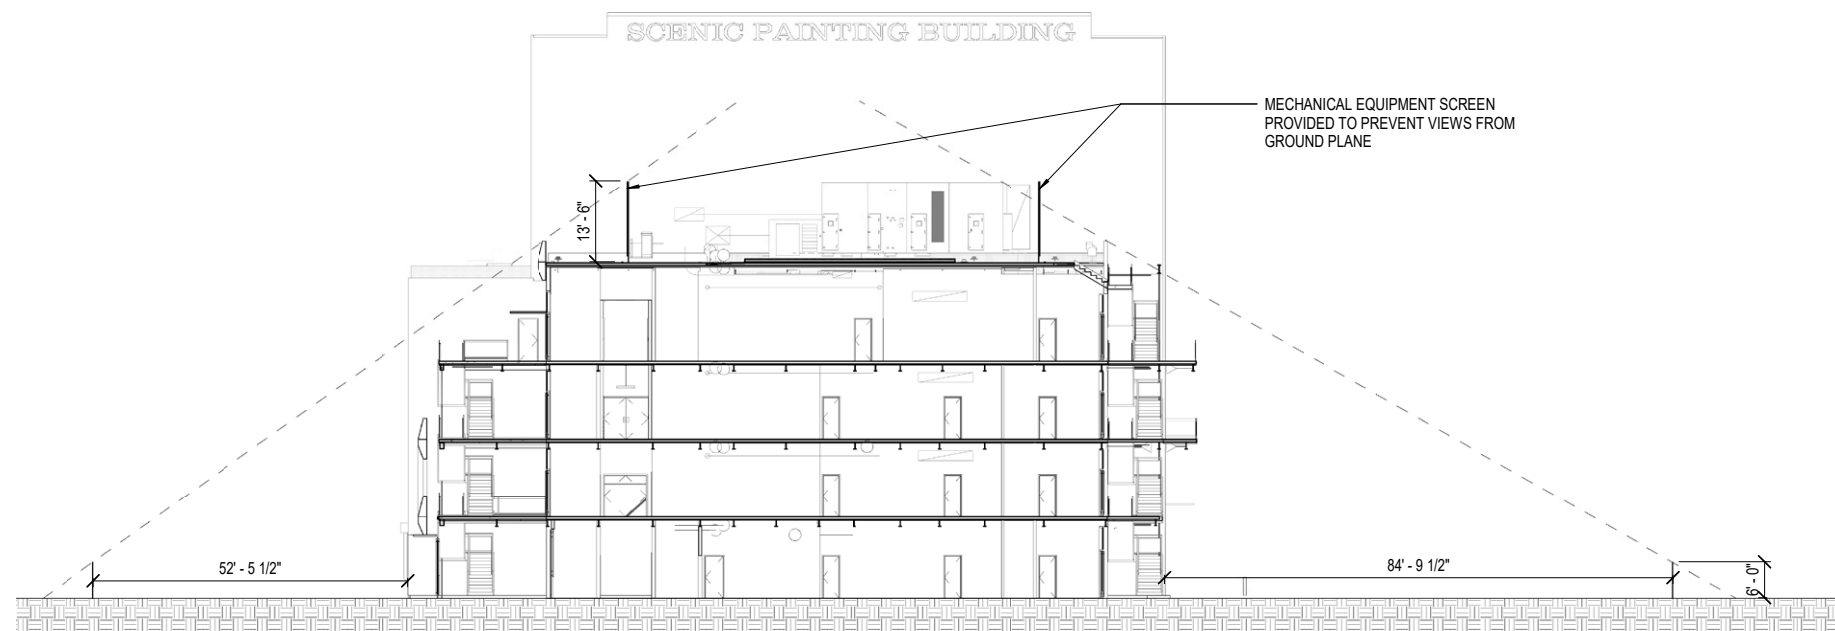 SCENIC PAINTING BUILDING
MECHANICAL EQUIPMENT SCREEN
PROVIDED TO PREVENT VIEWS FROM
GROUND PLANE
13' - 6"
52' - 5 1/2"
84' - 9 1/2"
6' - 0"